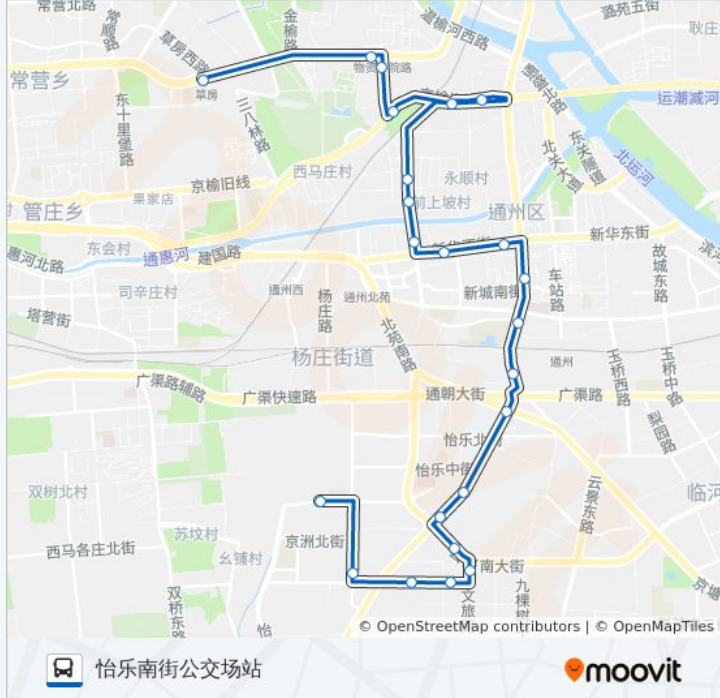 常营北路
常顺路
金榆路
温榆河西路
潞苑五街
耿庄
草房西路
常营乡
草房
物资学院路
通燕北路
运潮减河
东十里堡路
三八林路
西马庄村
京榆旧线
永顺村
北关大道
东关隧道
北运河
果家店
管庄乡
前上坡村
通州区
新华东街
东会村
通惠河
建国路
惠河北路
故城东路
司辛庄村
通州西
杨庄路
通州北苑
新城南街
车站路
塔营街
北苑南路
杨庄街道
通州
玉桥西路
玉桥中路
广渠路辅路
广渠快速路
通朝大街
广渠路
梨园路
怡乐中街
双树北村
云景东路
临河
苏坟村
西马各庄北街
幺铺村
京洲北街
南大街
双桥东路
怡
文旅
九棵树
京塘
© OpenStreetMap contributors | © OpenMapTiles
怡乐南街公交场站
moovit